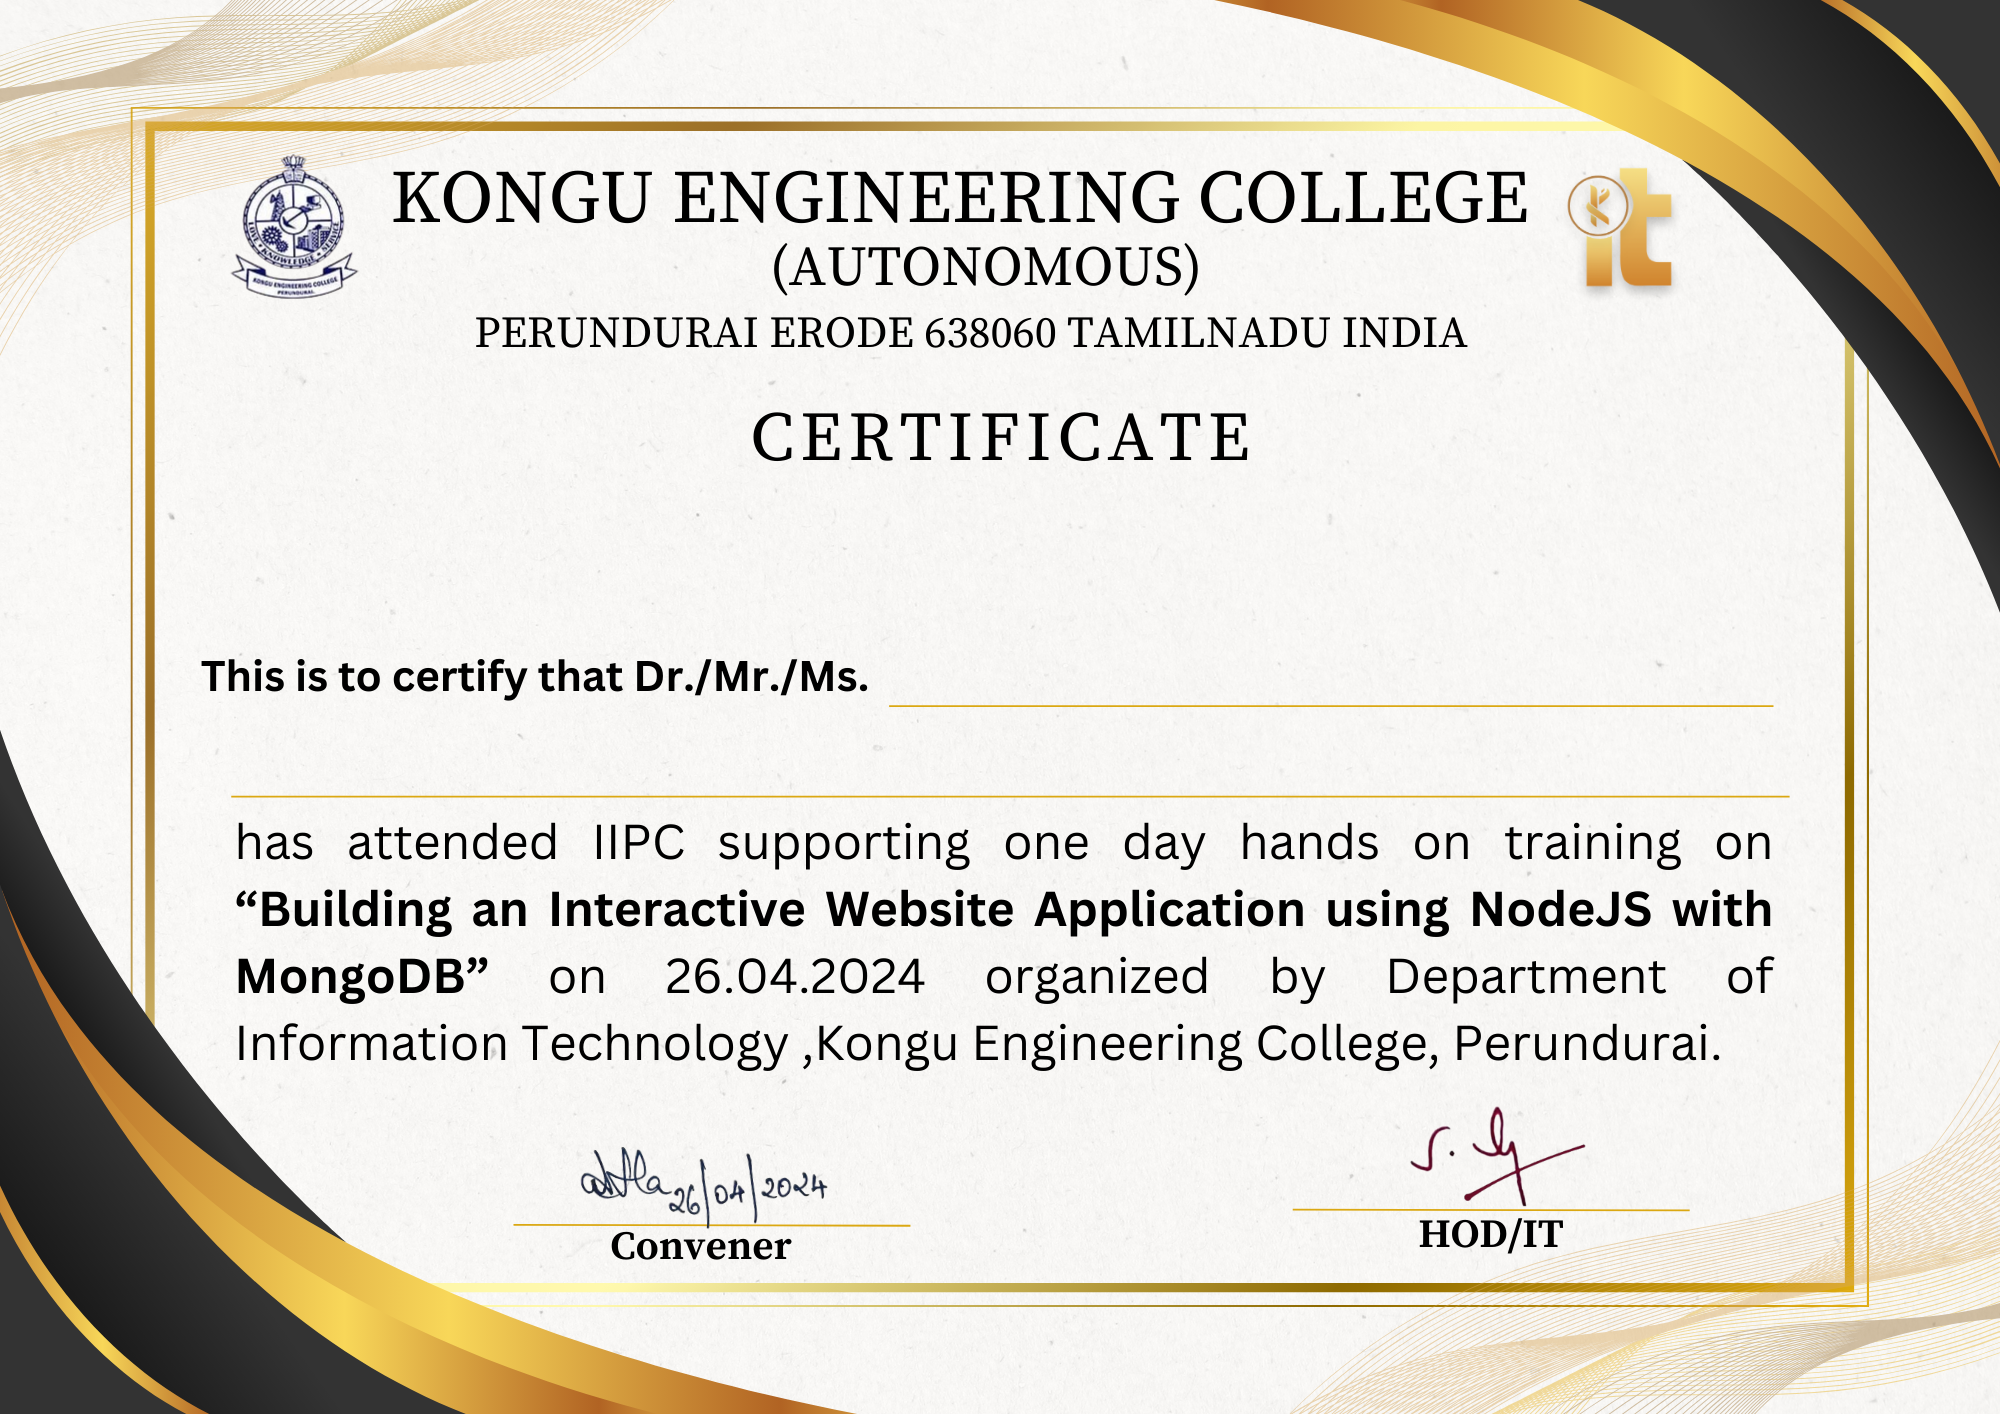 KONGU ENGINEERING COLLEGE
(AUTONOMOUS)
PERUNDURAI ERODE 638060 TAMILNADU INDIA
LOVE • KNOWLEDGE • SERVICE
KONGU ENGINEERING COLLEGE
PERUNDURAI
it
CERTIFICATE
This is to certify that Dr./Mr./Ms.
has attended IIPC supporting one day hands on training on
“Building an Interactive Website Application using NodeJS with
MongoDB” on 26.04.2024 organized by Department of
Information Technology ,Kongu Engineering College, Perundurai.
26/04/2024
Convener
HOD/IT